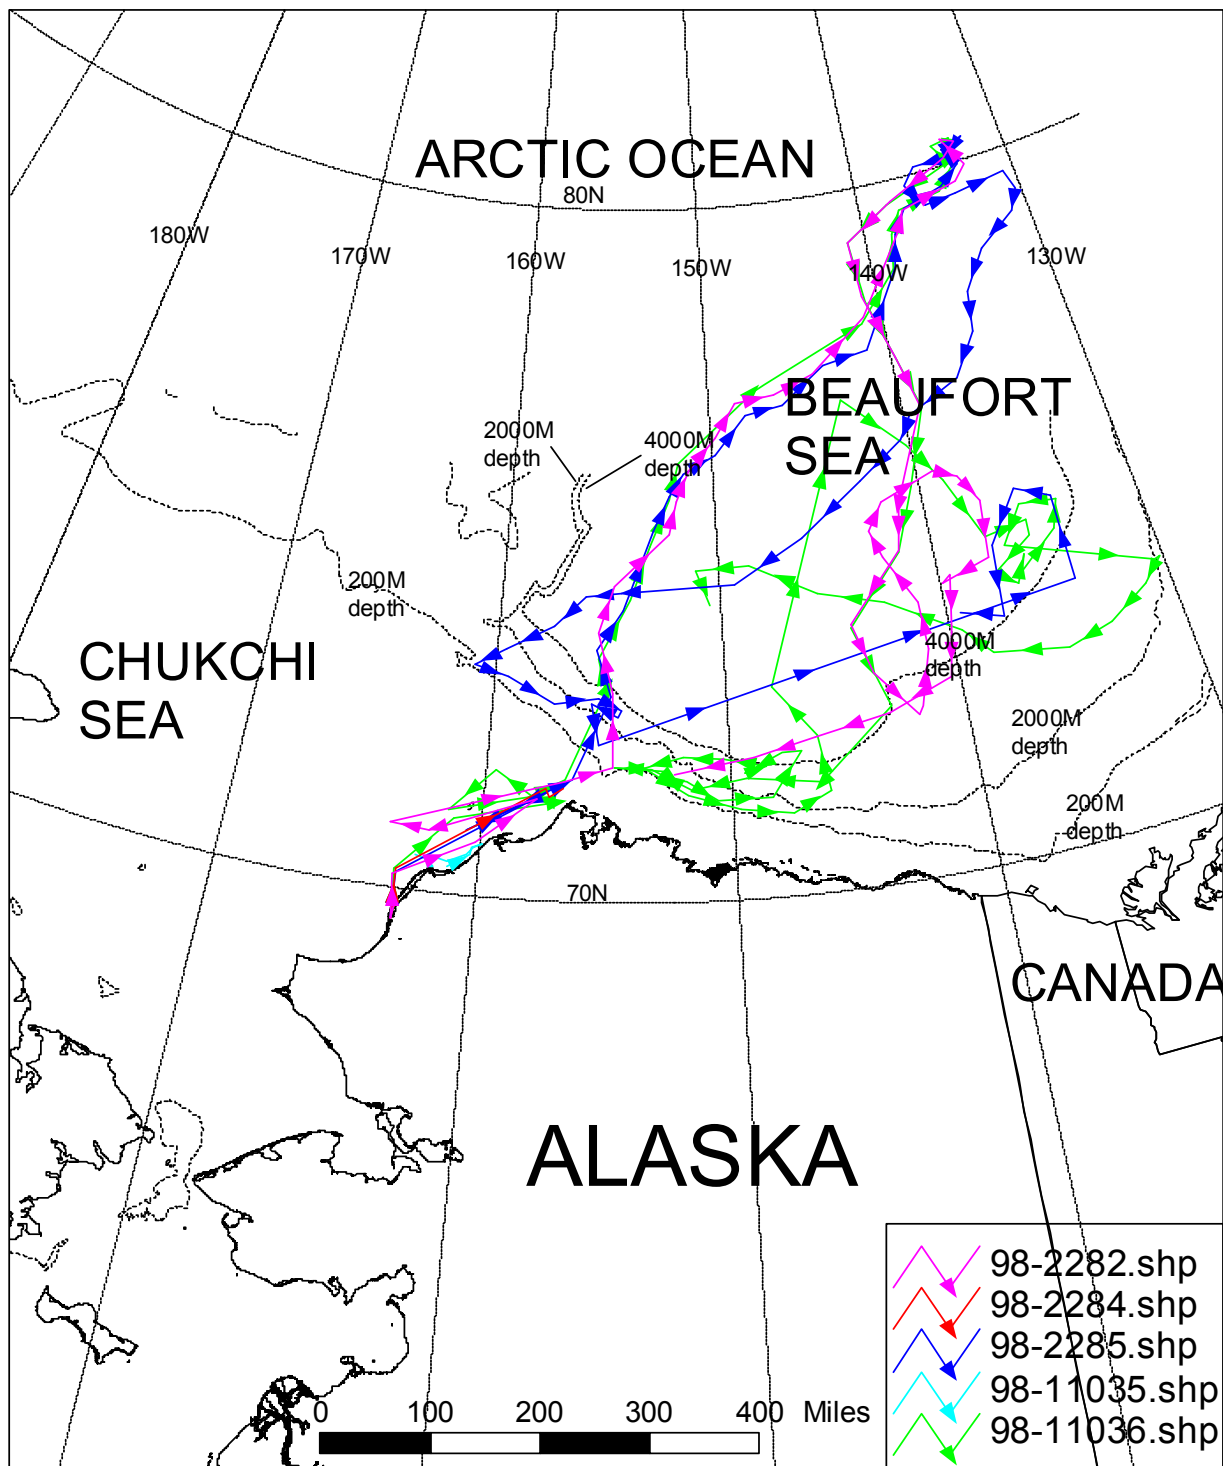 ARCTIC OCEAN
80N
180W
170W
160W
150W
140W
130W
BEAUFORT
SEA
2000M
depth
4000M
depth
200M
depth
CHUKCHI
SEA
4000M
depth
2000M
depth
200M
depth
70N
CANADA
ALASKA
98-2282.shp
98-2284.shp
98-2285.shp
98-11035.shp
98-11036.shp
0 100 200 300 400 Miles